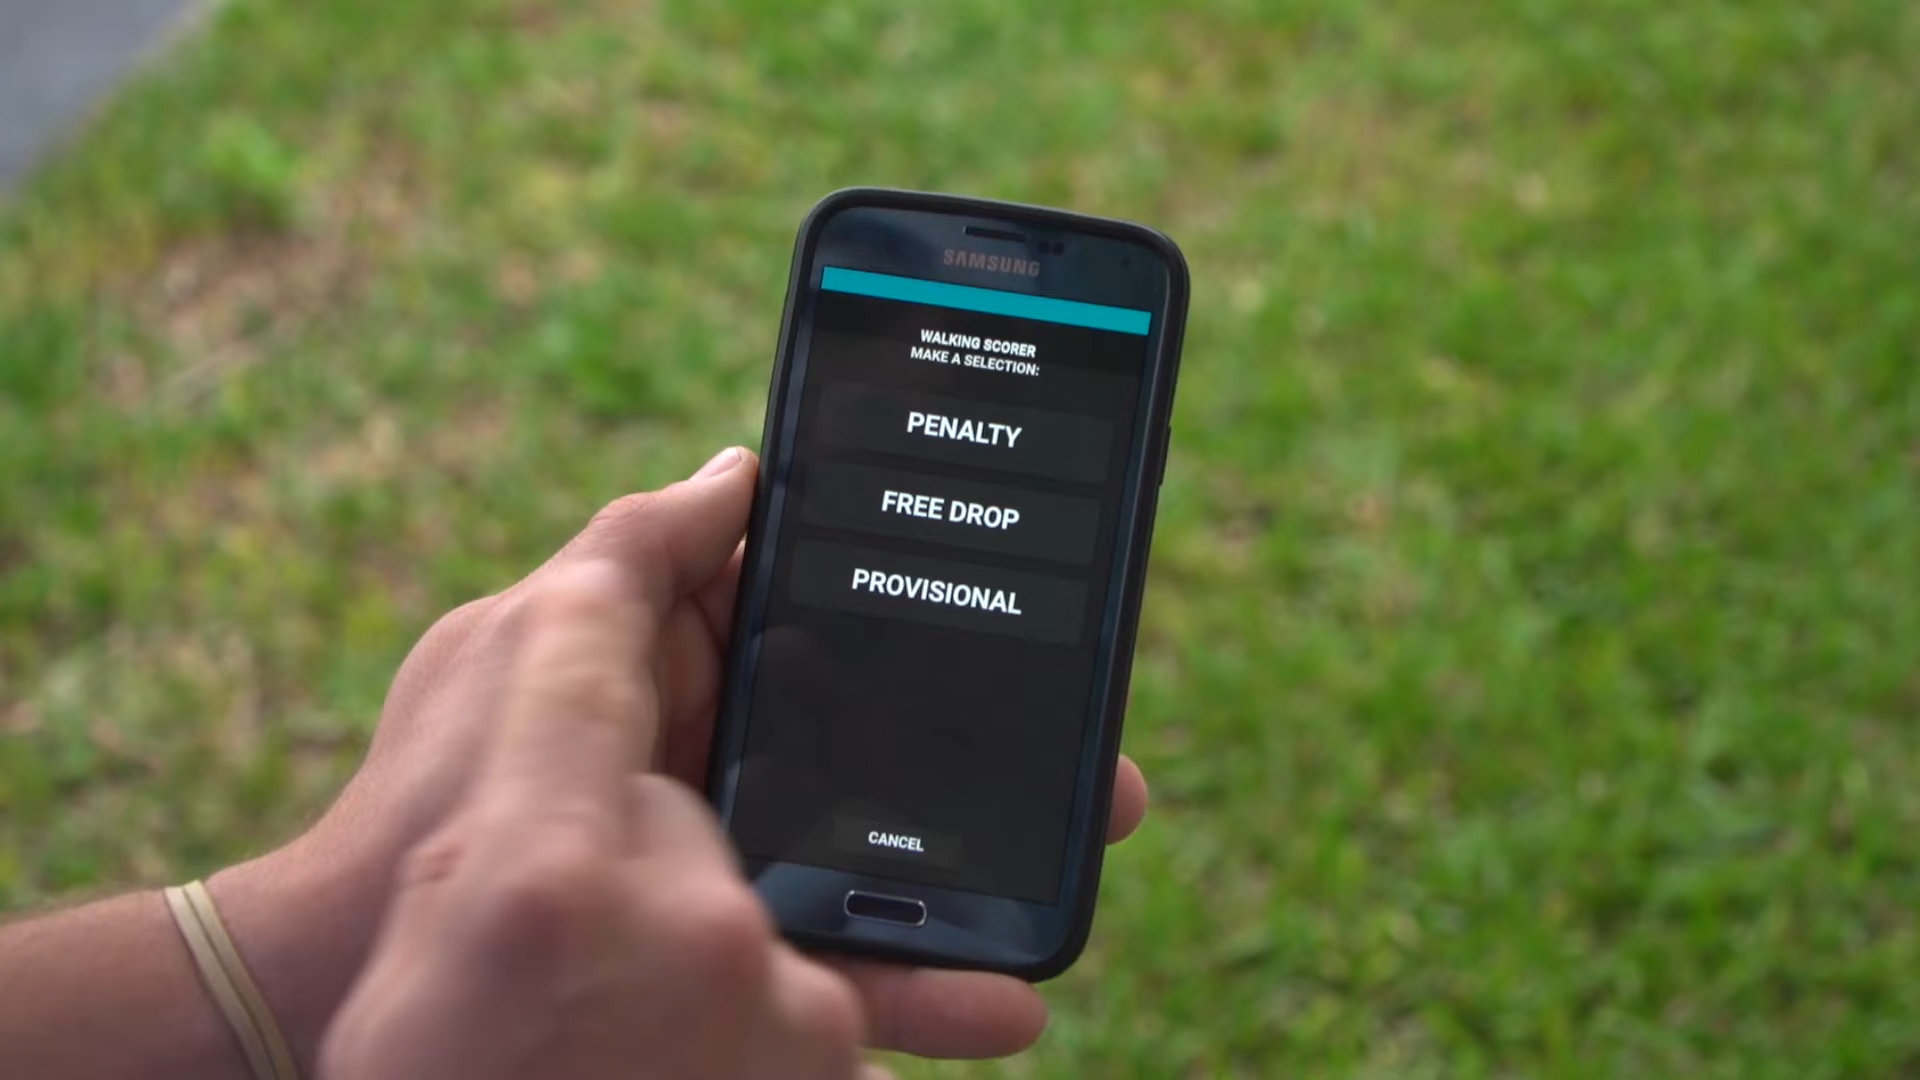 SAMSUNG
WALKING SCORER
MAKE A SELECTION:
PENALTY
FREE DROP
PROVISIONAL
CANCEL